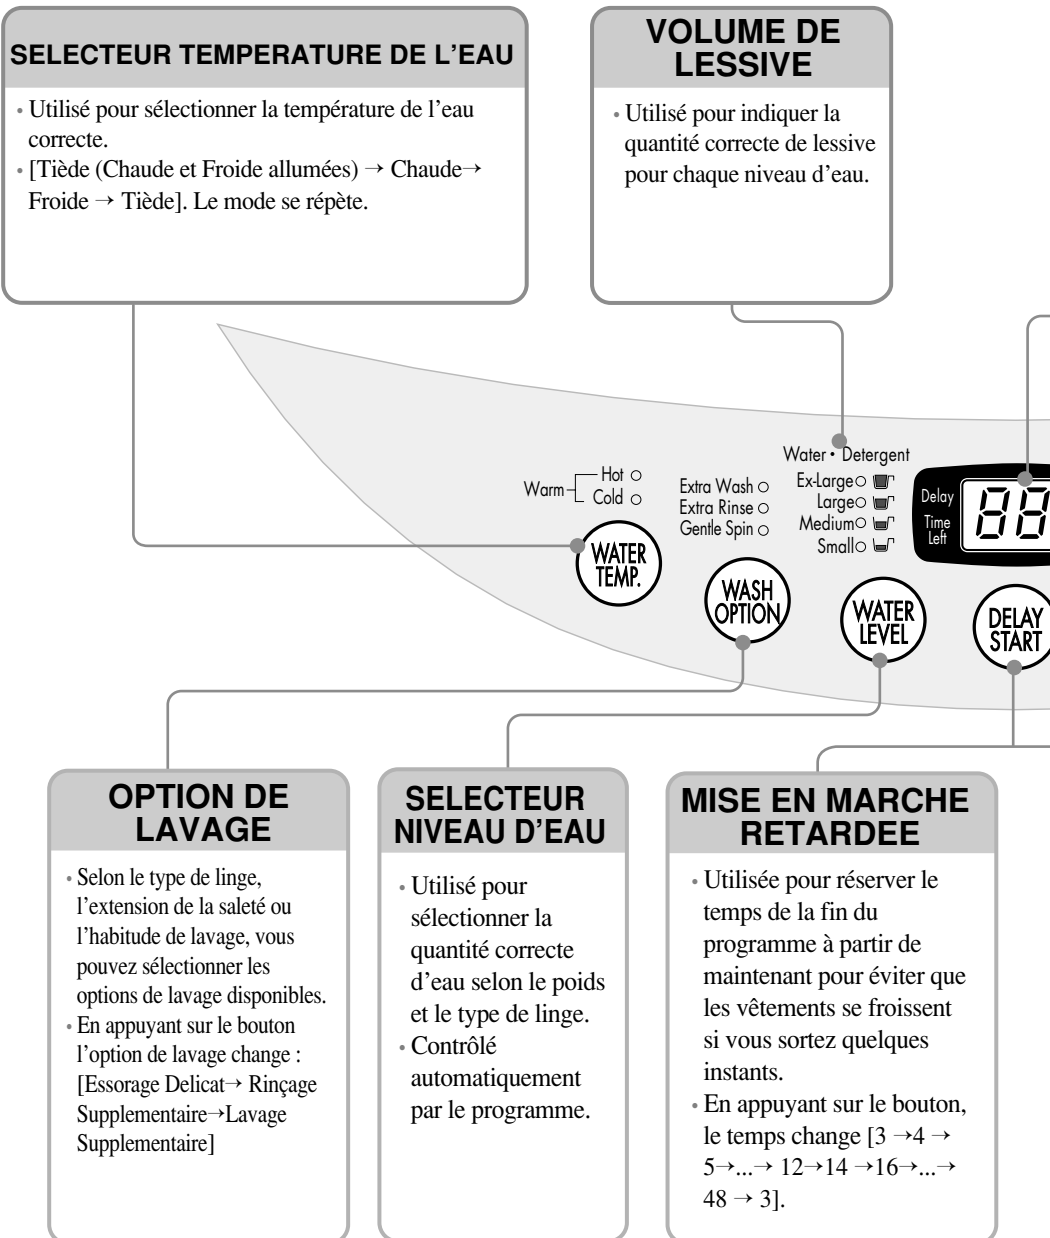 SELECTEUR TEMPERATURE DE L'EAU
• Utilisé pour sélectionner la température de l'eau
correcte.
• [Tiède (Chaude et Froide allumées) → Chaude→
Froide → Tiède]. Le mode se répète.
VOLUME DE
LESSIVE
• Utilisé pour indiquer la
quantité correcte de lessive
pour chaque niveau d'eau.
Warm
Hot
Cold
WATER
TEMP.
Extra Wash
Extra Rinse
Gentle Spin
WASH
OPTION
Water • Detergent
Ex-Large
Large
Medium
Small
WATER
LEVEL
Delay
Time
Left
88
DELAY
START
OPTION DE
LAVAGE
• Selon le type de linge,
l'extension de la saleté ou
l'habitude de lavage, vous
pouvez sélectionner les
options de lavage disponibles.
• En appuyant sur le bouton
l'option de lavage change :
[Essorage Delicat→ Rinçage
Supplementaire→Lavage
Supplementaire]
SELECTEUR
NIVEAU D'EAU
• Utilisé pour
sélectionner la
quantité correcte
d'eau selon le poids
et le type de linge.
• Contrôlé
automatiquement
par le programme.
MISE EN MARCHE
RETARDEE
• Utilisée pour réserver le
temps de la fin du
programme à partir de
maintenant pour éviter que
les vêtements se froissent
si vous sortez quelques
instants.
• En appuyant sur le bouton,
le temps change [3 →4 →
5→...→ 12→14 →16→...→
48 → 3].